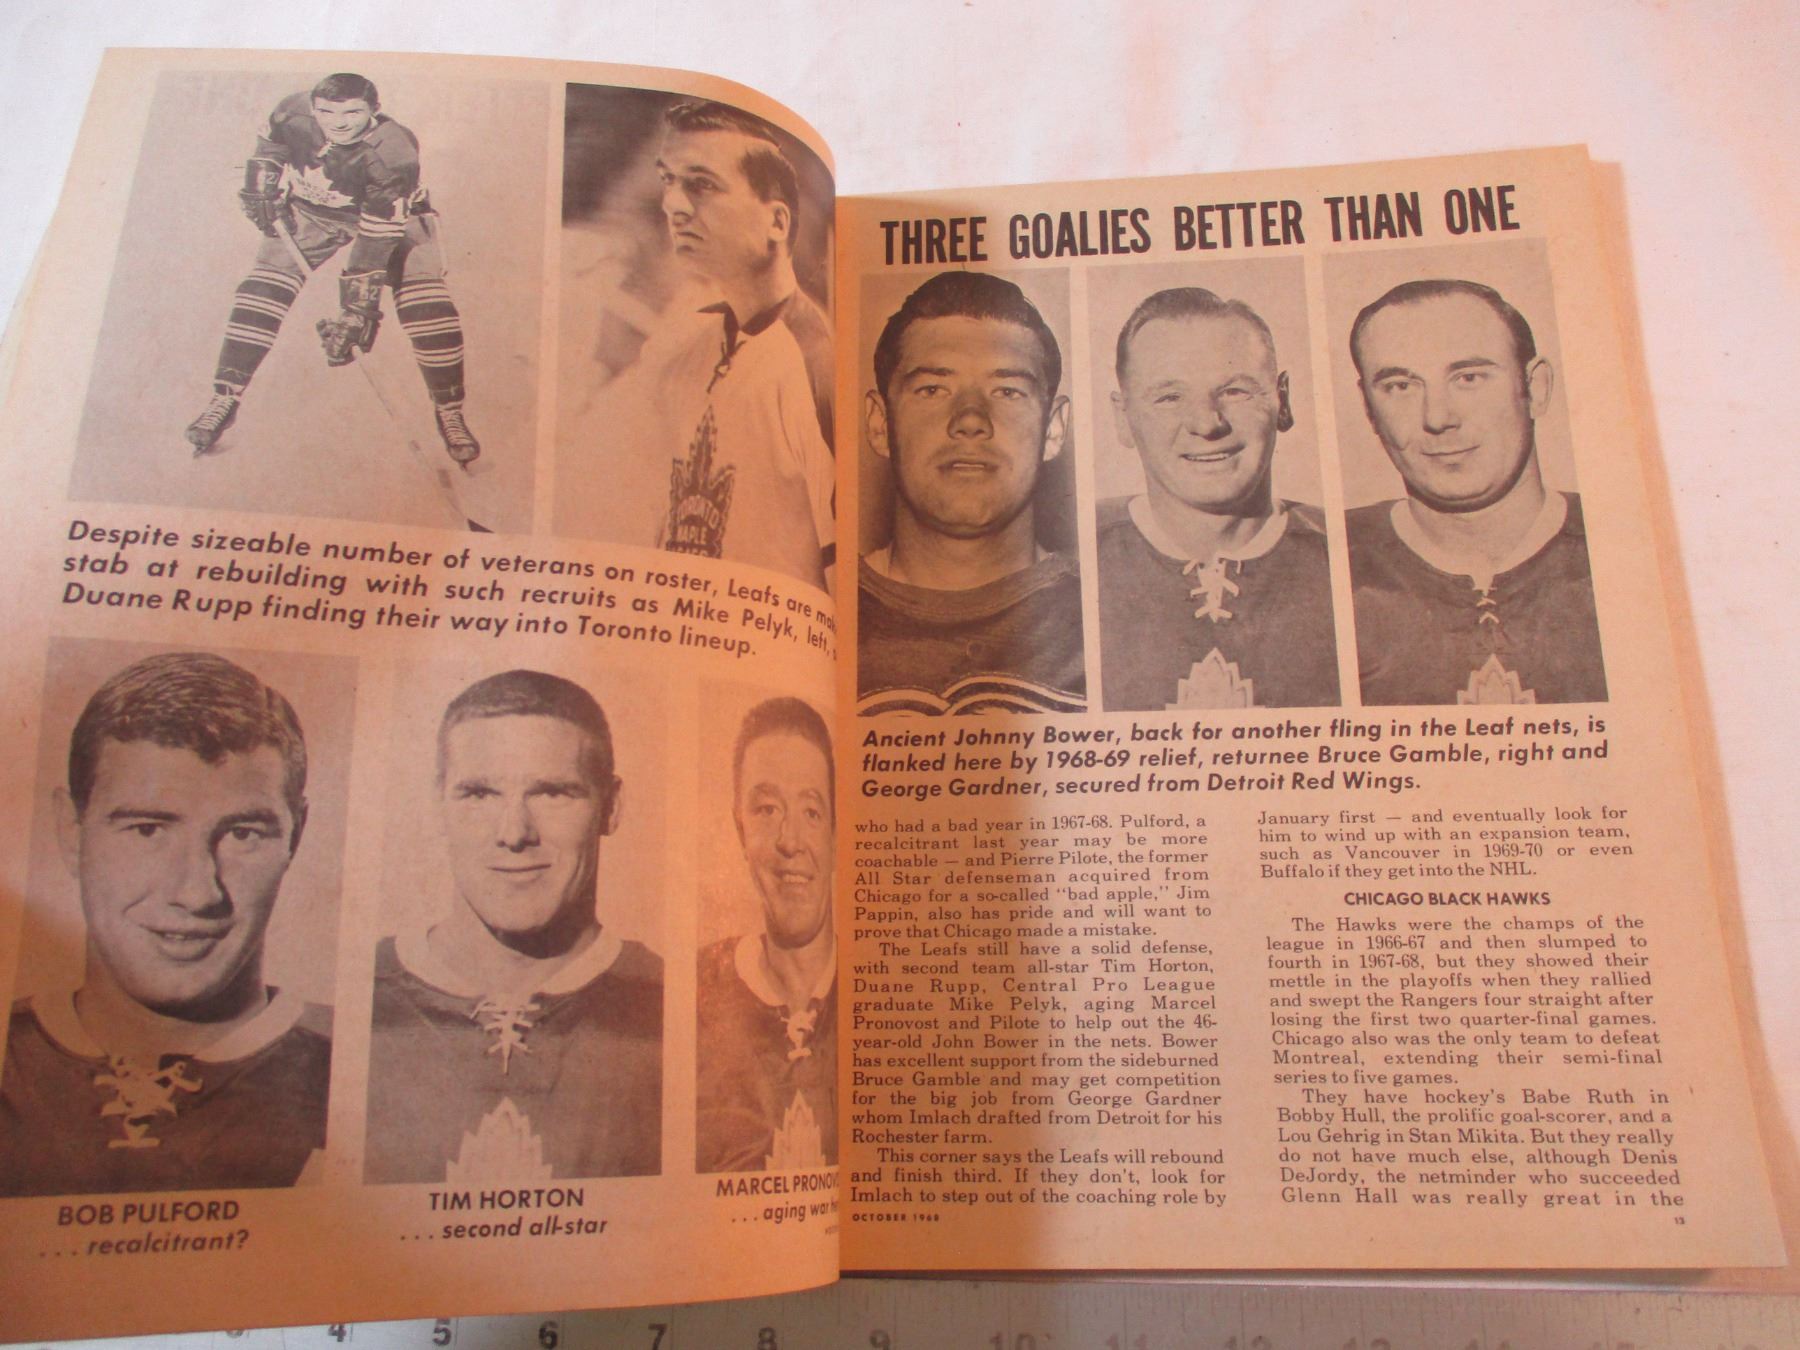 Despite sizeable number of veterans on roster, Leafs are
stab at rebuilding with such recruits as Mike Pelyk, left,
Duane Rupp finding their way into Toronto lineup.
TORONTO
MAPLE
BOB PULFORD
... recalcitrant?
TIM HORTON
... second all-star
MARCEL
... aging war
THREE GOALIES BETTER THAN ONE
Ancient Johnny Bower, back for another fling in the Leaf nets, is
flanked here by 1968-69 relief, returnee Bruce Gamble, right and
George Gardner, secured from Detroit Red Wings.
who had a bad year in 1967-68. Pulford, a
recalcitrant last year may be more
coachable — and Pierre Pilote, the former
All Star defenseman acquired from
Chicago for a so-called "bad apple," Jim
Pappin, also has pride and will want to
prove that Chicago made a mistake.
The Leafs still have a solid defense,
with second team all-star Tim Horton,
Duane Rupp, Central Pro League
graduate Mike Pelyk, aging Marcel
Pronovost and Pilote to help out the 46-
year-old John Bower in the nets. Bower
has excellent support from the sideburned
Bruce Gamble and may get competition
for the big job from George Gardner
whom Imlach drafted from Detroit for his
Rochester farm.
This corner says the Leafs will rebound
and finish third. If they don't, look for
Imlach to step out of the coaching role by
OCTOBER 1968
January first — and eventually look for
him to wind up with an expansion team,
such as Vancouver in 1969-70 or even
Buffalo if they get into the NHL.
CHICAGO BLACK HAWKS
The Hawks were the champs of the
league in 1966-67 and then slumped to
fourth in 1967-68, but they showed their
mettle in the playoffs when they rallied
and swept the Rangers four straight after
losing the first two quarter-final games.
Chicago also was the only team to defeat
Montreal, extending their semi-final
series to five games.
They have hockey's Babe Ruth in
Bobby Hull, the prolific goal-scorer, and a
Lou Gehrig in Stan Mikita. But they really
do not have much else, although Denis
DeJordy, the netminder who succeeded
Glenn Hall was really great in the
13
3 4 5 6 7 8 9 10 11 12 13 14 15